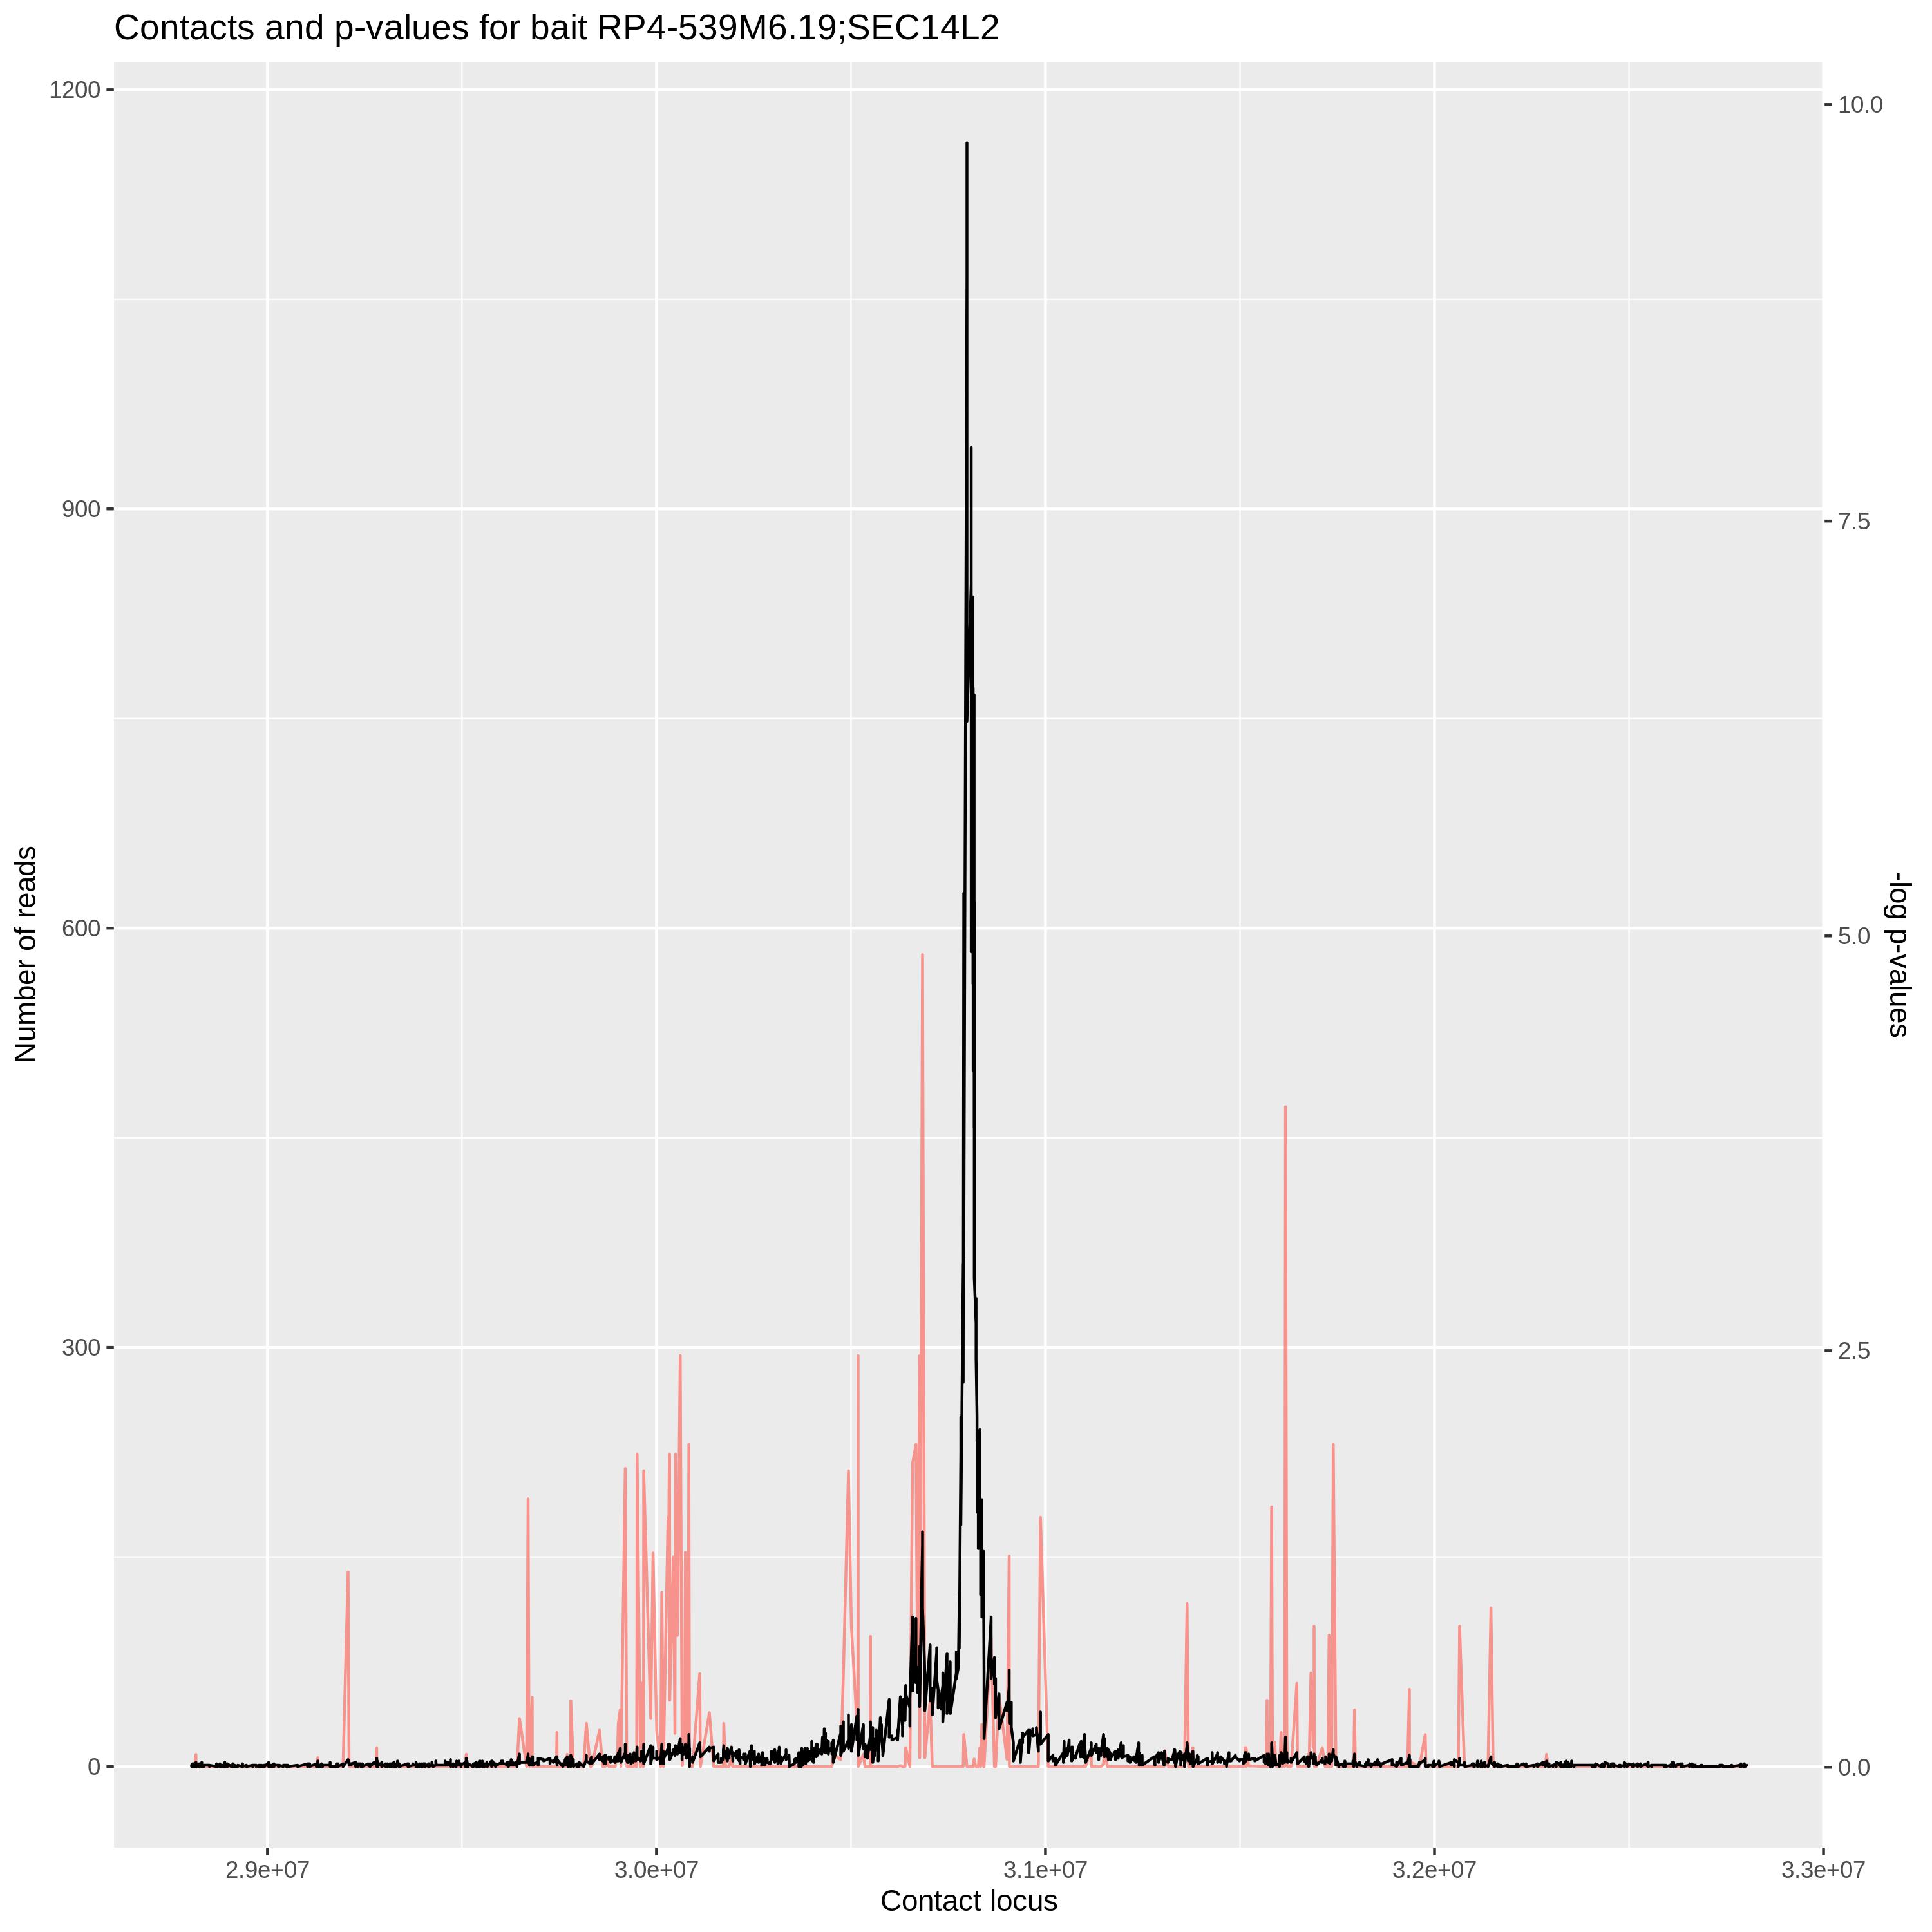 Contacts and p-values for bait RP4-539M6.19;SEC14L2
1200
900
600
300
0
Number of reads
10.0
7.5
5.0
2.5
0.0
-log p-values
2.9e+07
3.0e+07
3.1e+07
3.2e+07
3.3e+07
Contact locus